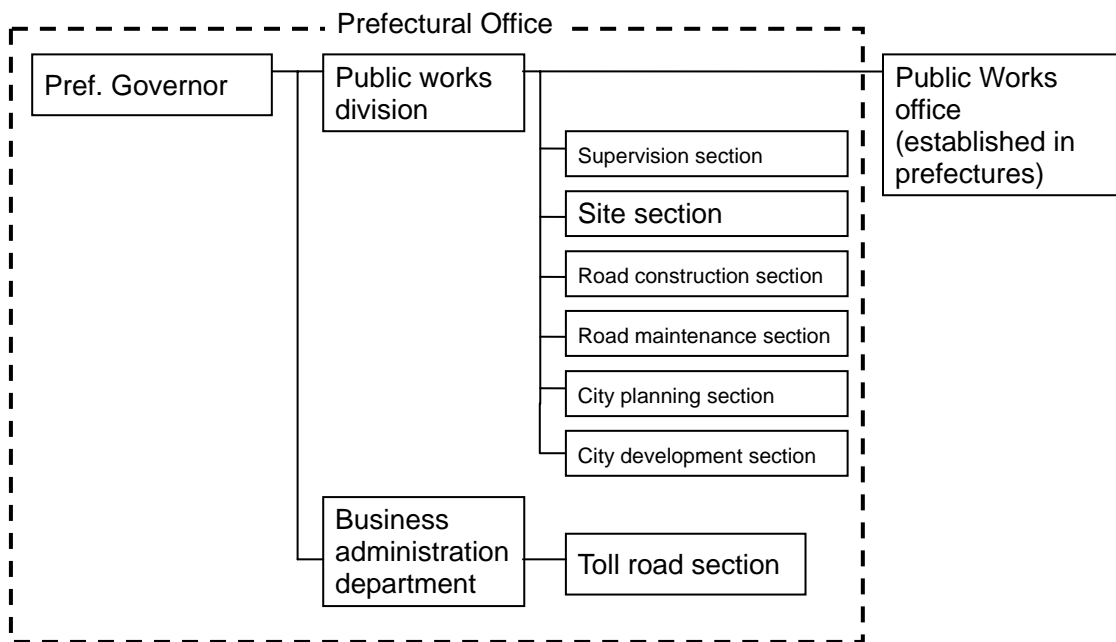 Prefectural Office
Pref. Governor
Public works
division
Public Works
office
(established in
prefectures)
Supervision section
Site section
Road construction section
Road maintenance section
City planning section
City development section
Business
administration
department
Toll road section